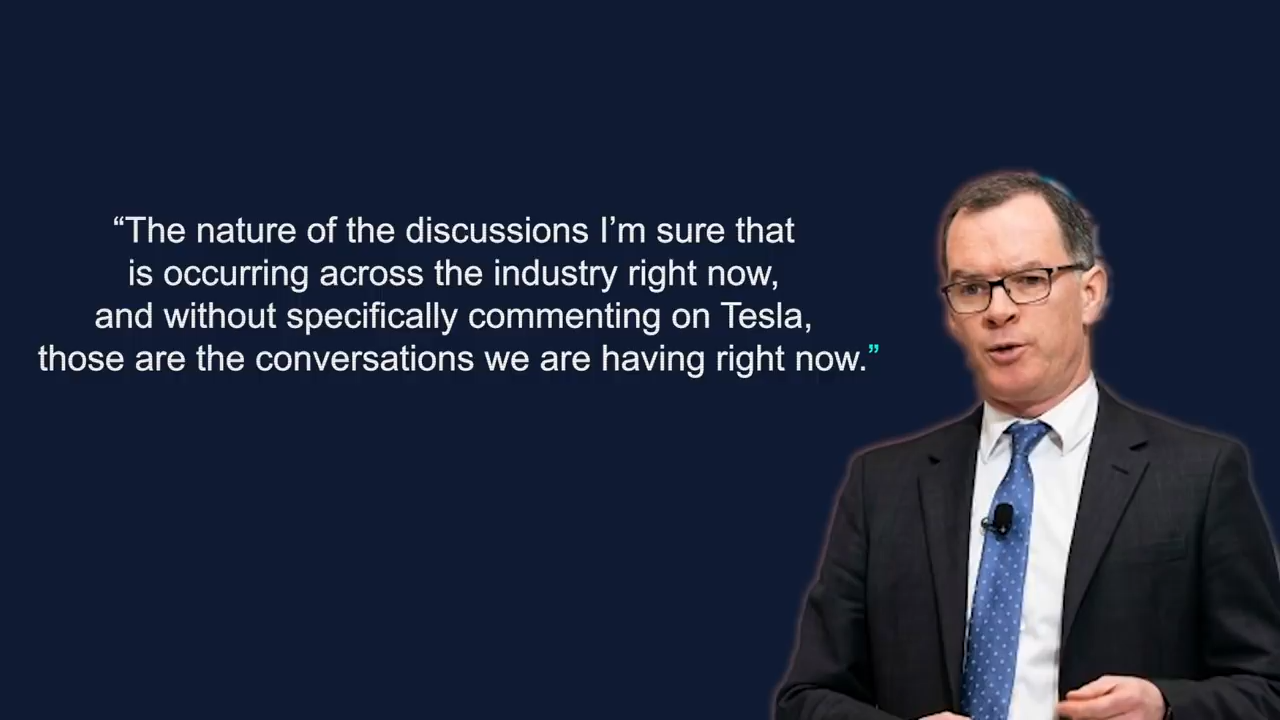 “The nature of the discussions I’m sure that
is occurring across the industry right now,
and without specifically commenting on Tesla,
those are the conversations we are having right now.”